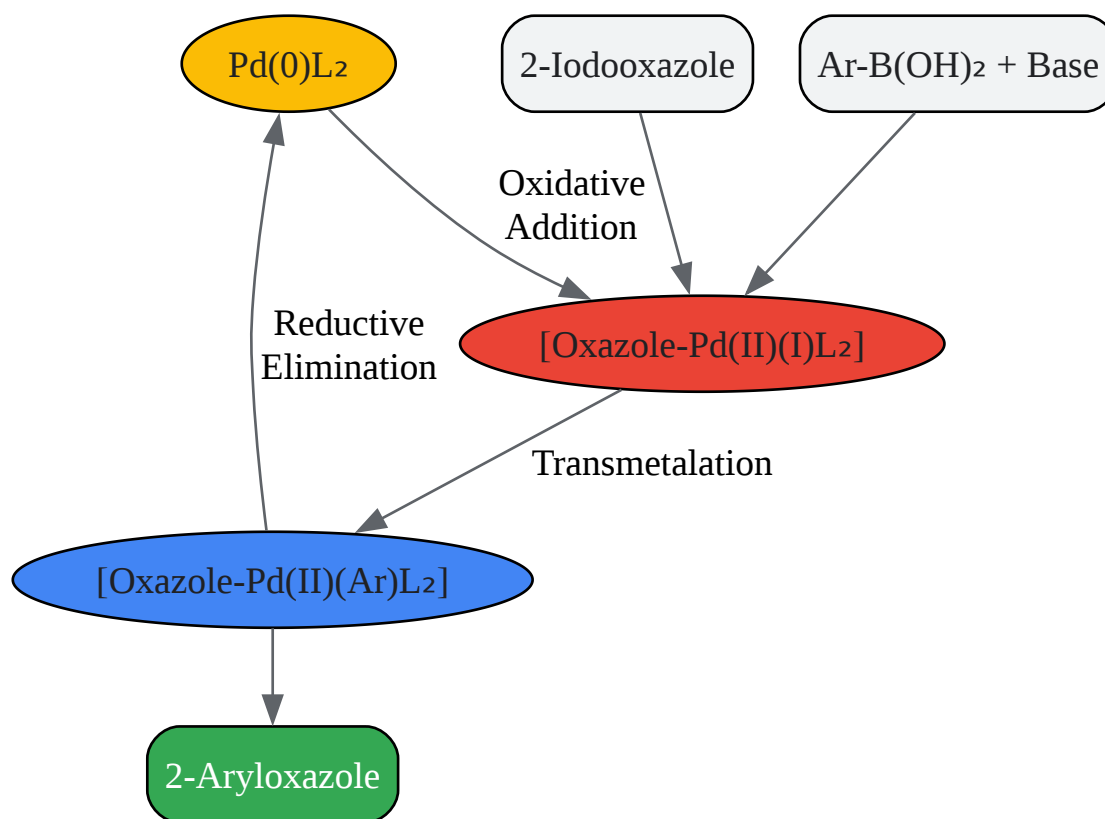 Pd(0)L₂
2-Iodooxazole
Ar-B(OH)₂ + Base
Oxidative
Addition
Reductive
Elimination
[Oxazole-Pd(II)(I)L₂]
Transmetalation
[Oxazole-Pd(II)(Ar)L₂]
2-Aryloxazole